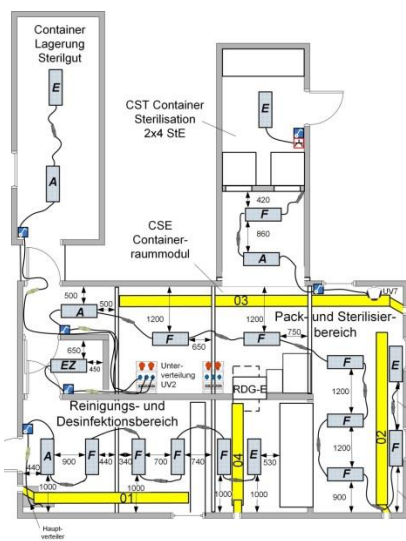 Container
Lagerung
Sterilgut
E
A
CST Container
Sterilisation
2x4 StE
E
CSE
Container-
raummodul
420
F
860
A
UV7
03
500
500
A
1200
1200
F
650
F
750
Pack- und Sterilisier-
bereich
650
EZ
450
Unter-
verteilung
UV2
RDG-E
F
E
1200
F
1200
F
F
900
02
Reinigungs- und
Desinfektionsbereich
440
A
900
F
440
340
F
700
F
740
F
E
530
04
1000
1000
1000
1000
01
Haupt-
verteiler